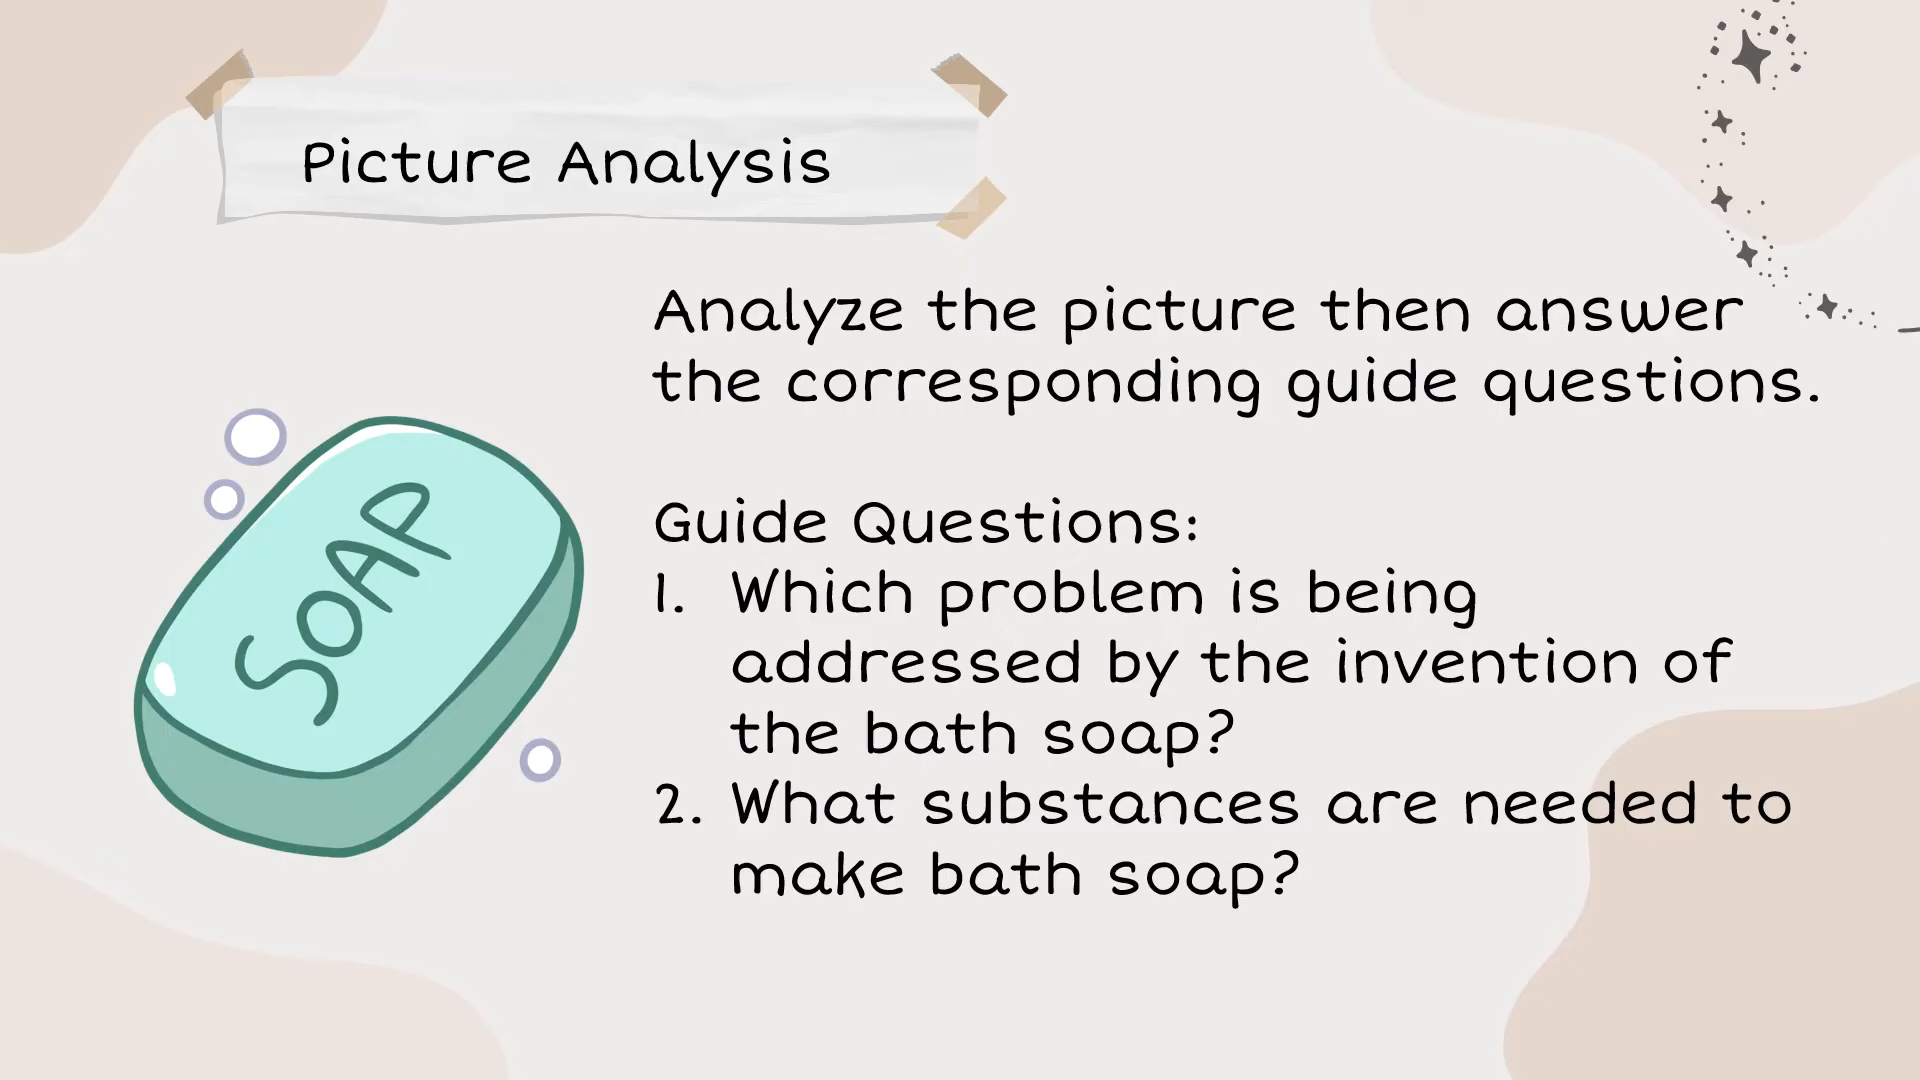 Picture Analysis
Analyze the picture then answer
the corresponding guide questions.
Guide Questions:
1. Which problem is being
addressed by the invention of
the bath soap?
2. What substances are needed to
make bath soap?
SOAP